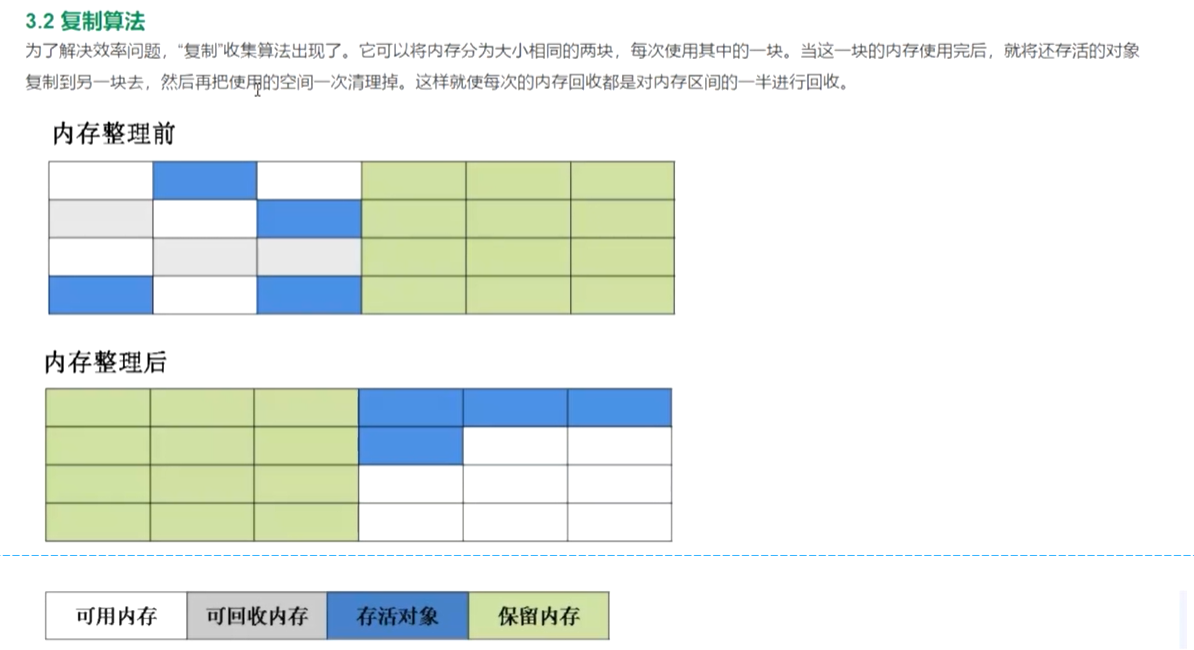 3.2 复制算法
为了解决效率问题，“复制”收集算法出现了。它可以将内存分为大小相同的两块，每次使用其中的一块。当这一块的内存使用完后，就将还存活的对象
复制到另一块去，然后再把使用的空间一次清理掉。这样就使每次的内存回收都是对内存区间的一半进行回收。
内存整理前
内存整理后
可用内存 可回收内存 存活对象 保留内存